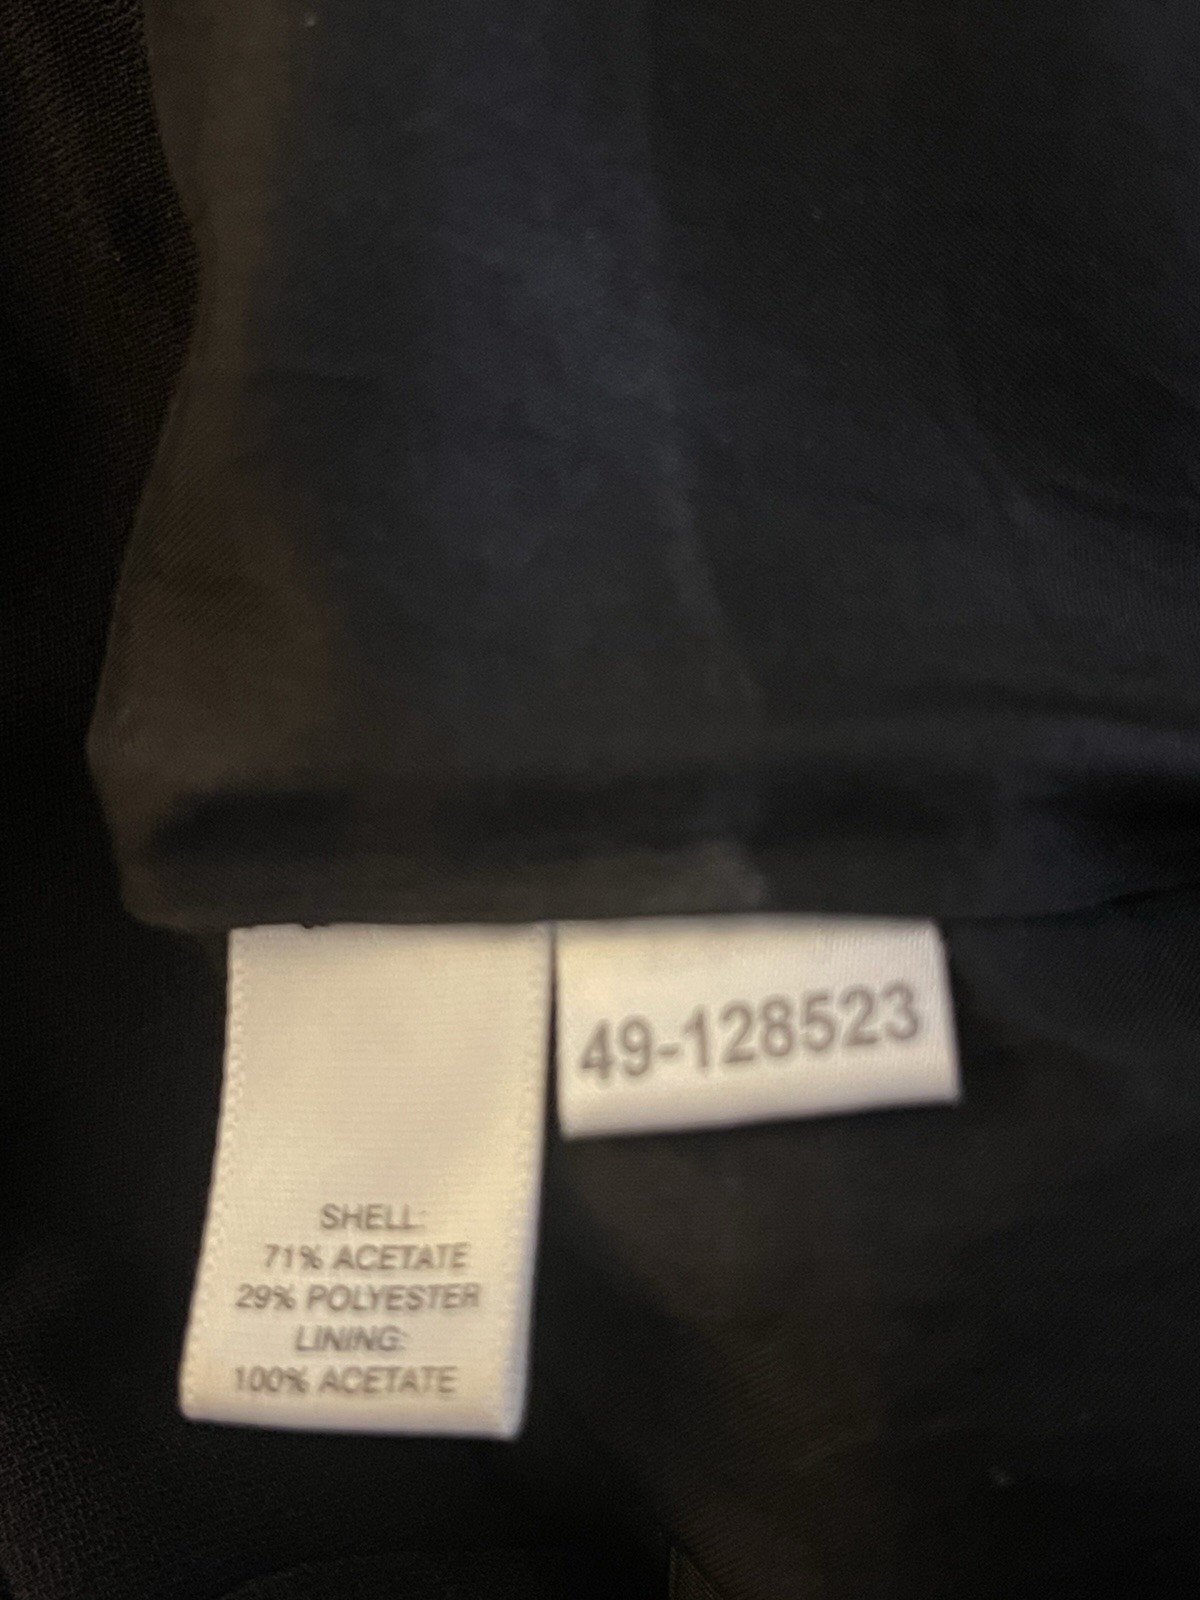 49-128523
SHELL:
71% ACETATE
29% POLYESTER
LINING:
100% ACETATE